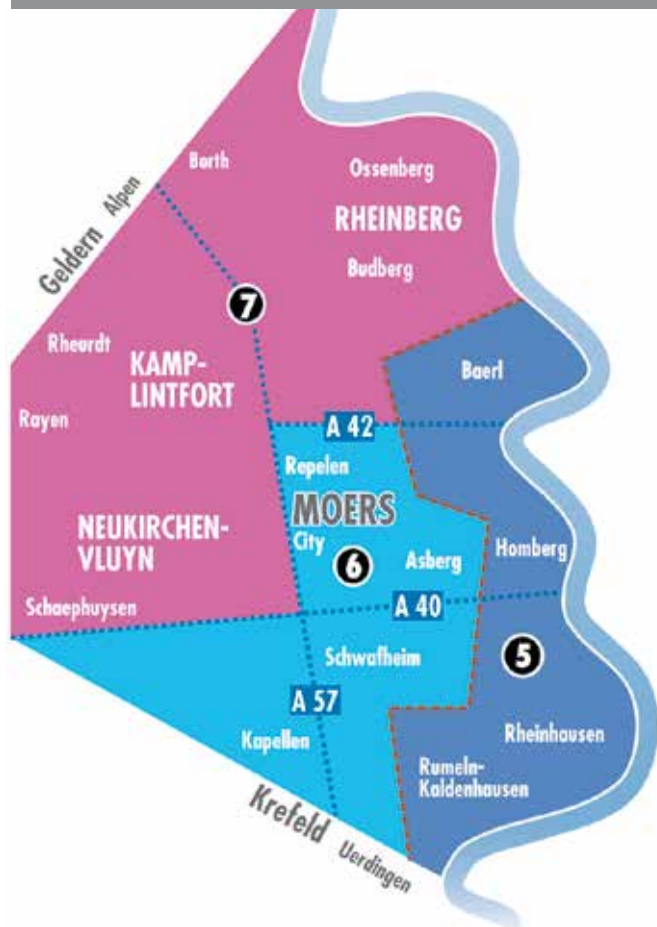 Borth
Ossenberg
RHEINBERG
Budberg
Geldern Alpen
7
Rheurdt
KAMP-
LINTFORT
Baerl
Rayen
A 42
Repelen
MOERS
NEUKIRCHEN-
VLUYN
City
6
Asberg
Homberg
Schaephuysen
A 40
5
Schwafheim
A 57
Kapellen
Rheinhausen
Rumeln-
Kaldenhausen
Krefeld Uerdingen